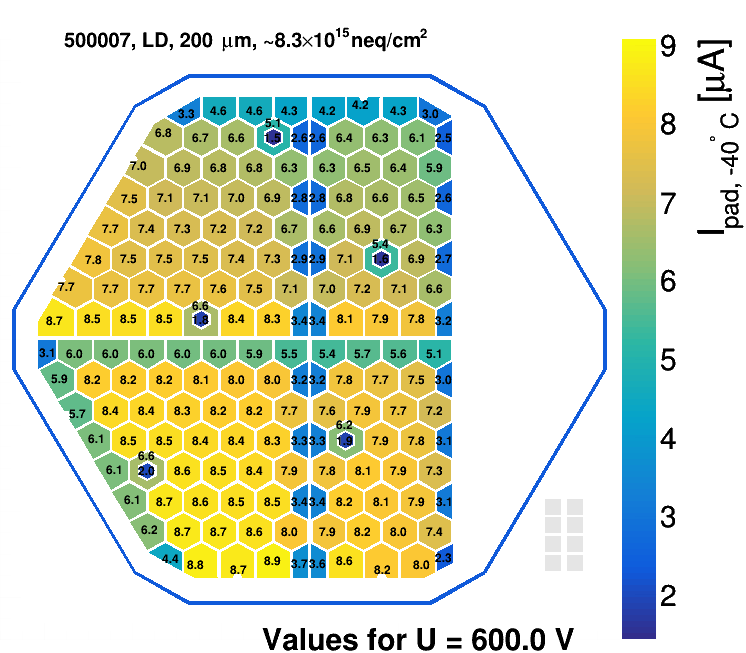 500007, LD, 200 μm, ~8.3×10¹⁵neq/cm²
3.3 4.6 4.6 4.3 4.2 4.2 4.3 3.0
6.8 6.7 6.6 5.1 1.5 2.6 2.6 6.4 6.3 6.1 2.5
7.0 6.9 6.8 6.8 6.3 6.3 6.5 6.4 5.9
7.5 7.1 7.1 7.0 6.9 2.8 2.8 6.8 6.6 6.5 2.6
7.7 7.4 7.3 7.2 7.2 6.7 6.6 6.9 6.7 6.3
7.8 7.5 7.5 7.5 7.4 7.3 2.9 2.9 7.1 5.4 1.6 6.9 2.7
7.7 7.7 7.7 7.7 7.6 7.5 7.1 7.0 7.2 7.1 6.6
8.7 8.5 8.5 8.5 6.6 1.8 8.4 8.3 3.4 3.4 8.1 7.9 7.8 3.2
3.1 6.0 6.0 6.0 6.0 6.0 5.9 5.5 5.4 5.7 5.6 5.1
5.9 8.2 8.2 8.2 8.1 8.0 8.0 3.2 3.2 7.8 7.7 7.5 3.0
5.7 8.4 8.4 8.3 8.2 8.2 7.7 7.6 7.9 7.7 7.2
6.1 8.5 8.5 8.4 8.4 8.3 3.3 3.3 6.2 1.9 7.9 7.8 3.1
6.1 6.6 2.0 8.6 8.5 8.4 7.9 7.8 8.1 7.9 7.3
6.1 8.7 8.6 8.5 8.5 3.4 3.4 8.2 8.1 7.9 3.1
6.2 8.7 8.7 8.6 8.0 7.9 8.2 8.0 7.4
4.4 8.8 8.7 8.9 3.7 3.6 8.6 8.2 8.0 2.3
Values for U = 600.0 V
9
8
7
6
5
4
3
2
Ipad, -40° C [μA]